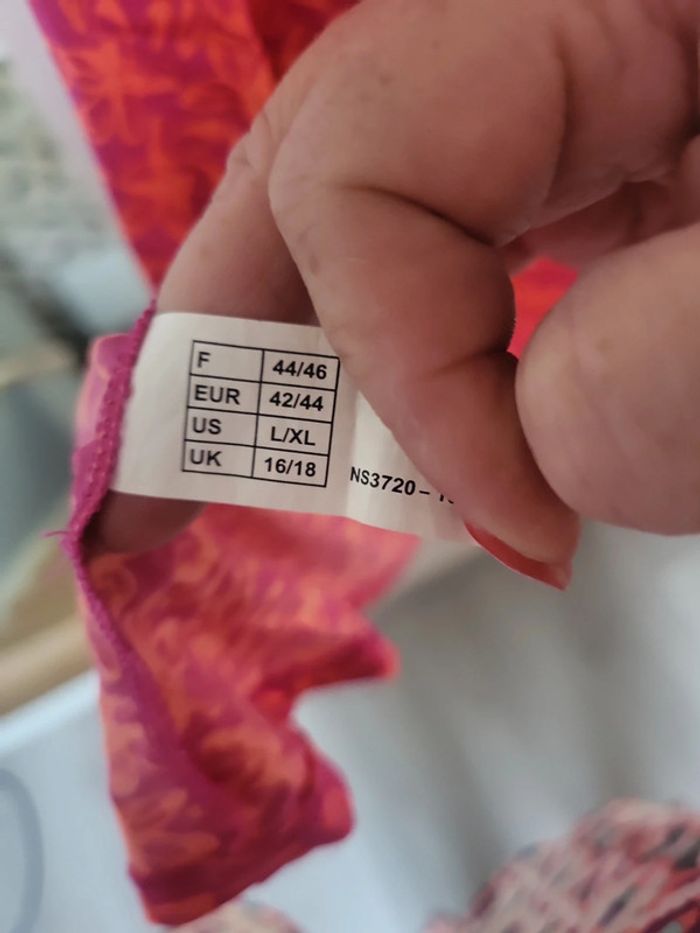 F 44/46
EUR 42/44
US L/XL
UK 16/18
NS3720-